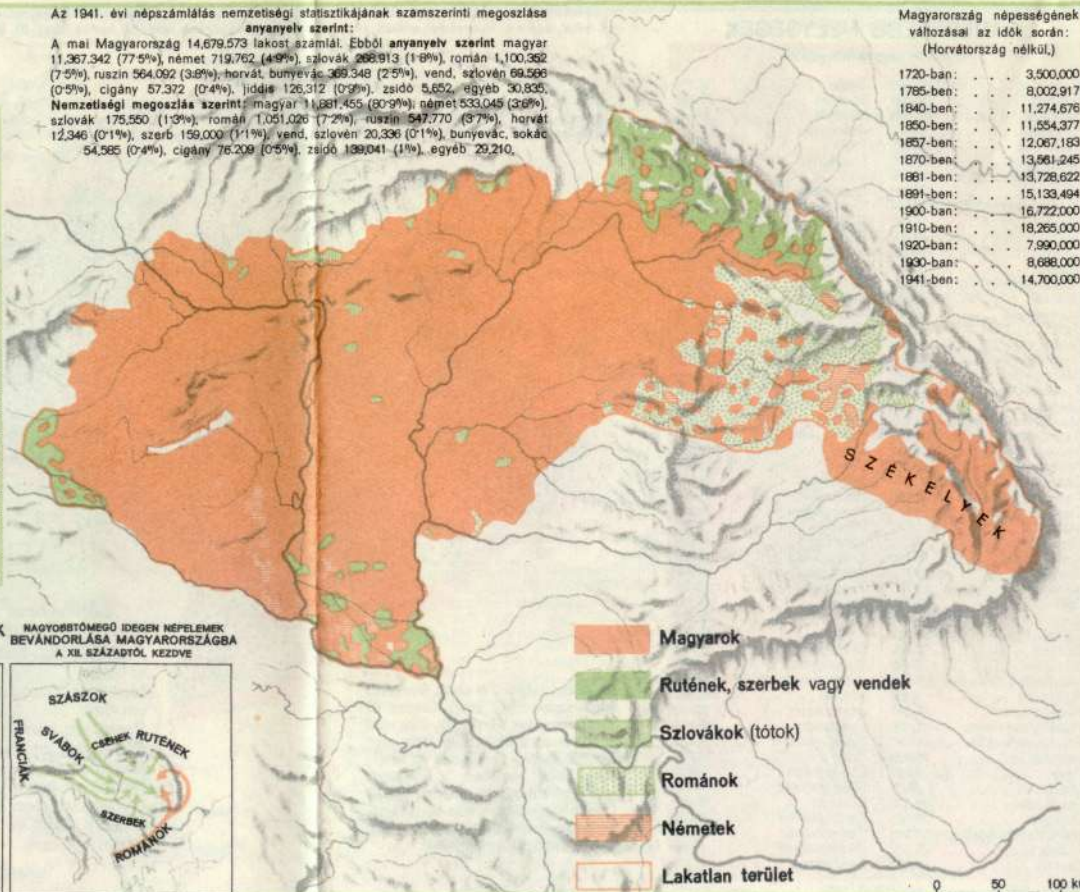 Az 1941. évi népszámlálás nemzetiségi statisztikájának számszerinti megoszlása
anyanyelv szerint:
A mai Magyarország 14,679.573 lakost számlál. Ebből anyanyelv szerint magyar
11,367.342 (77·5%), német 719.762 (4·9%), szlovák 268.913 (1·8%), román 1,100.352
(7·5%), ruszin 564.092 (3·8%), horvát, bunyevác 369.348 (2·5%), vend, szlovén 69.586
(0·5%), cigány 57.372 (0·4%), jiddis 126.312 (0·9%), zsidó 5,652, egyéb 30,835.
Nemzetiségi megoszlás szerint: magyar 11,881.455 (80·9%), német 533,045 (3·6%),
szlovák 175,550 (1·3%), román 1,051,026 (7·2%), ruszin 547,770 (3·7%), horvát
12,346 (0·1%), szerb 159,000 (1·1%), vend, szlovén 20,336 (0·1%), bunyevác, sokác
54,585 (0·4%), cigány 76.209 (0·5%), zsidó 139,041 (1%), egyéb 29,210,
Magyarország népességének
változásai az idők során:
(Horvátország nélkül.)
1720-ban: . . . 3,500,000
1785-ben: . . . 8,002,917
1840-ben: . . . 11,274,676
1850-ben: . . . 11,554,377
1857-ben: . . . 12,067,183
1870-ben: . . . 13,561,245
1881-ben: . . . 13,728,622
1891-ben: . . . 15,133,494
1900-ban: . . . 16,722,000
1910-ben: . . . 18,265,000
1920-ban: . . . 7,990,000
1930-ban: . . . 8,688,000
1941-ben: . . . 14,700,000
SZÉKELYEK
K
NAGYOBBTÖMEGŰ IDEGEN NÉPELEMEK
BEVÁNDORLÁSA MAGYARORSZÁGBA
A XII. SZÁZADTÓL KEZDVE
SZÁSZOK
FRANCIÁK
SVÁBOK
CSEHEK
RUTÉNEK
SZERBEK
ROMÁNOK
Magyarok
Rutének, szerbek vagy vendek
Szlovákok (tótok)
Románok
Németek
Lakatlan terület
0 50 100 km